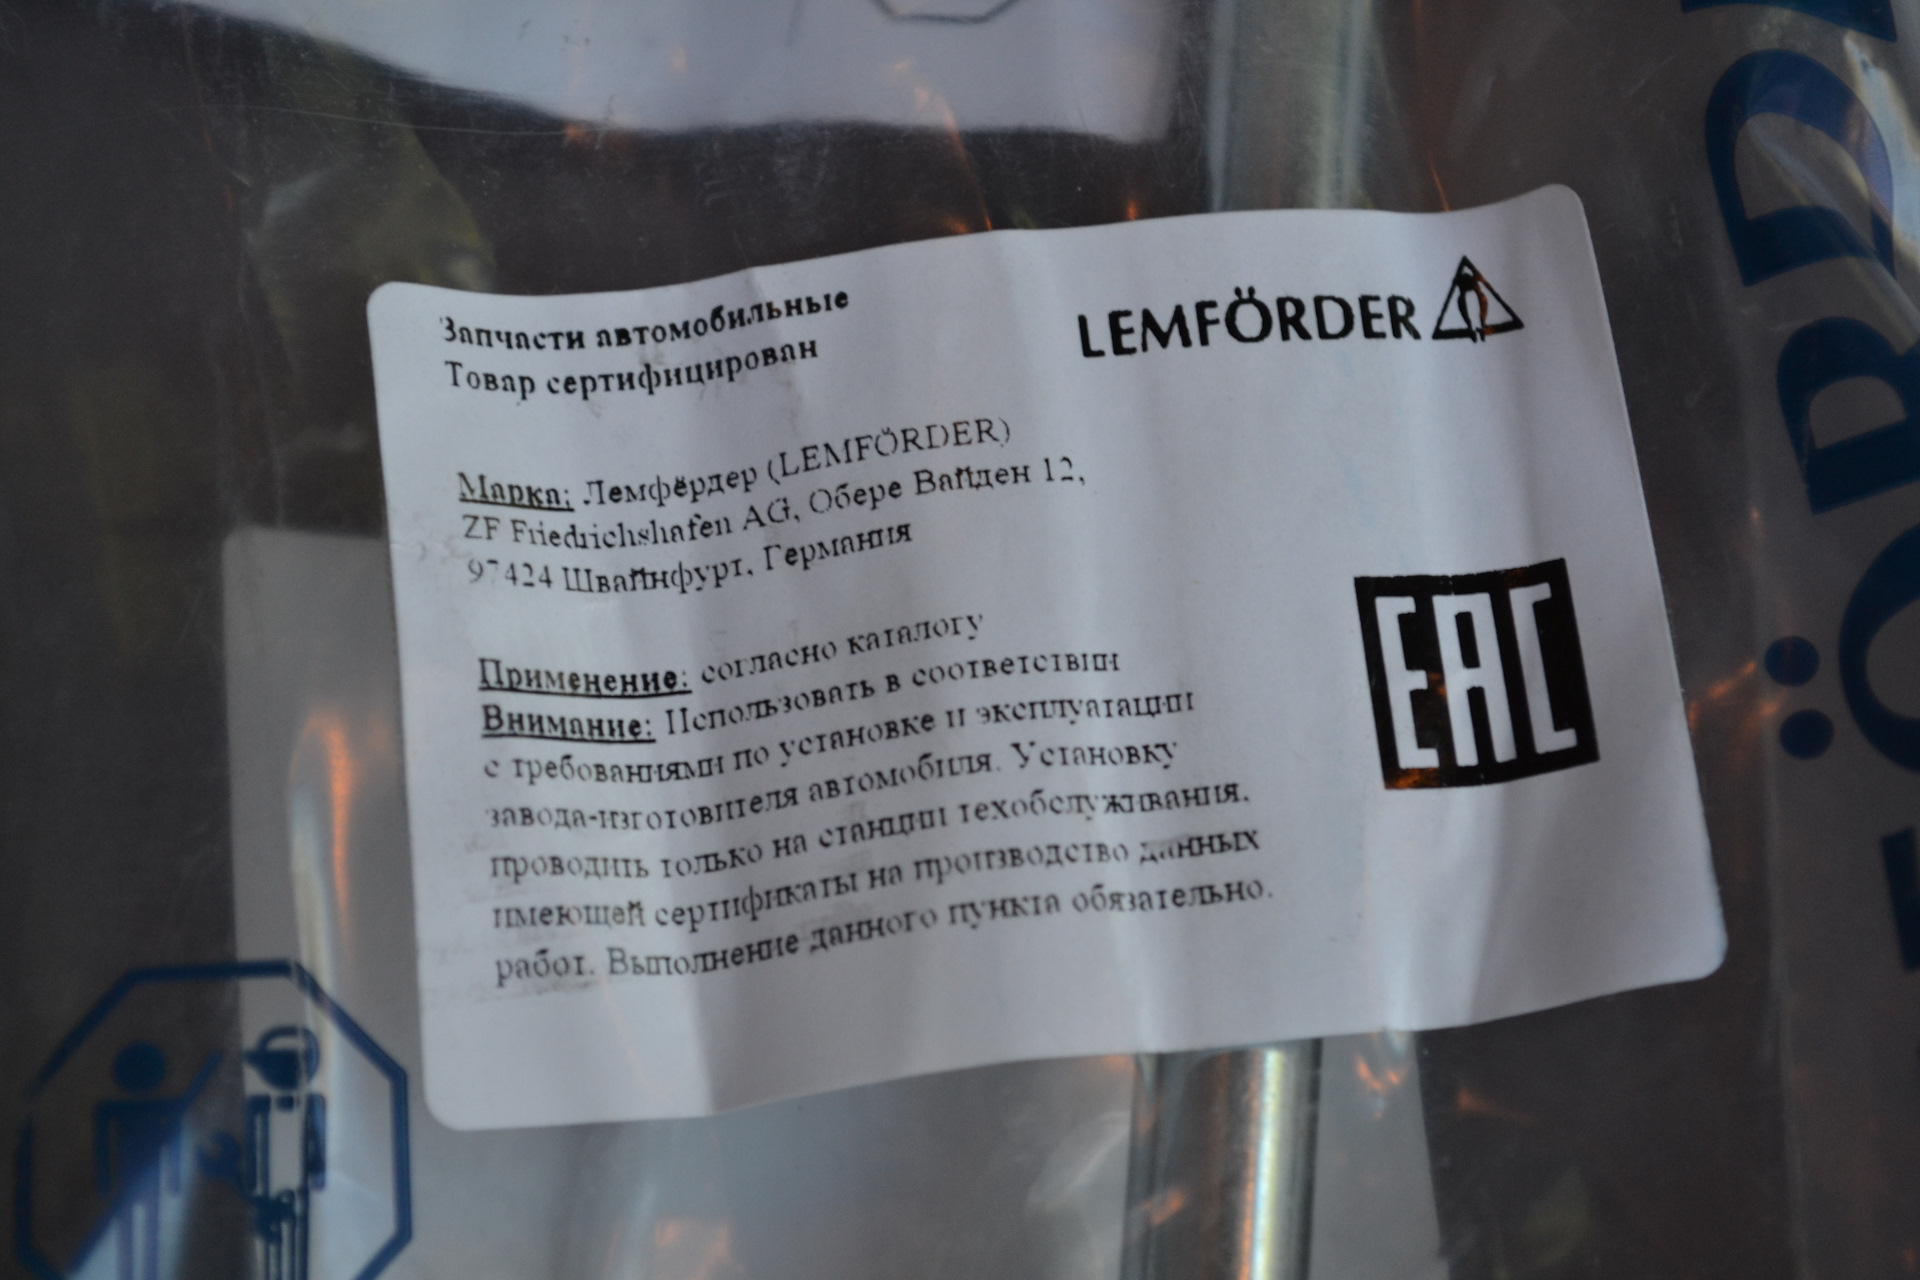 Запчасти автомобильные
Товар сертифицирован
LEMFÖRDER
Марка: Лемфёрдер (LEMFÖRDER)
ZF Friedrichshafen AG, Обере Вайден 12,
97424 Швайнфурт, Германия
Применение: согласно каталогу
Внимание: Использовать в соответствии
с требованиями по установке и эксплуатации
завода-изготовителя автомобиля. Установку
проводить только на станции техобслуживания,
имеющей сертификаты на производство данных
работ. Выполнение данного пункта обязательно.
EAC